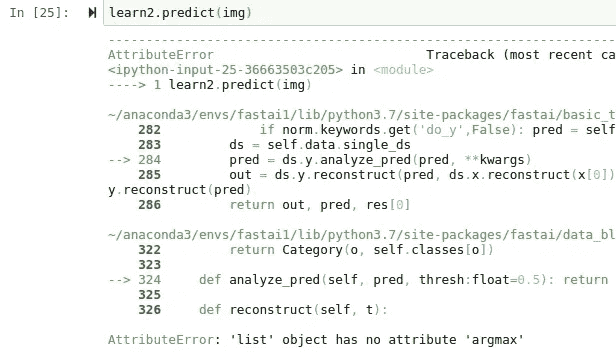 In [25]: learn2.predict(img)
---------------------------------------------------------------------------
AttributeError Traceback (most recent ca
<ipython-input-25-36663503c205> in <module>
----> 1 learn2.predict(img)
~/anaconda3/envs/fastai1/lib/python3.7/site-packages/fastai/basic_t
282 if norm.keywords.get('do_y',False): pred = self
283 ds = self.data.single_ds
--> 284 pred = ds.y.analyze_pred(pred, **kwargs)
285 out = ds.y.reconstruct(pred, ds.x.reconstruct(x[0])
y.reconstruct(pred)
286 return out, pred, res[0]
~/anaconda3/envs/fastai1/lib/python3.7/site-packages/fastai/data_bl
322 return Category(o, self.classes[o])
323
--> 324 def analyze_pred(self, pred, thresh:float=0.5): return
325
326 def reconstruct(self, t):
AttributeError: 'list' object has no attribute 'argmax'